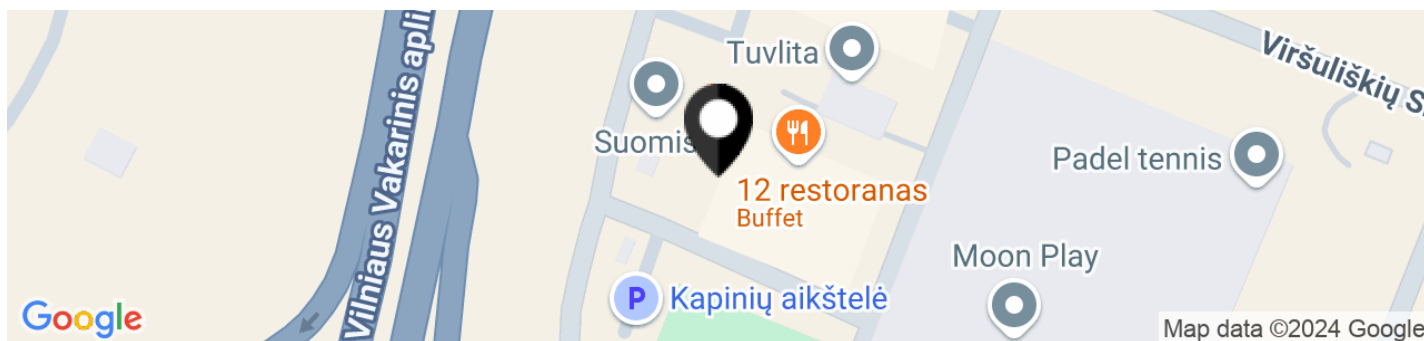 Vilniaus Vakarinis apli
Tuvlita
Viršuliškių S
Suomis
12 restoranas
Buffet
Padel tennis
Moon Play
P
Kapinių aikštelė
Google
Map data ©2024 Google